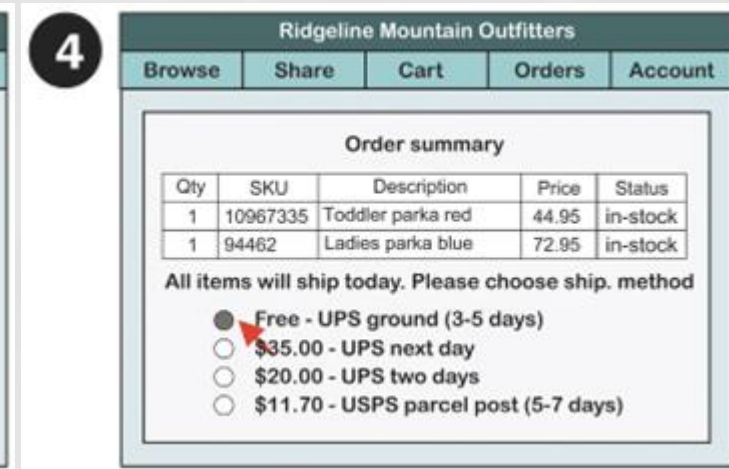 4
Ridgeline Mountain Outfitters
Browse Share Cart Orders Account
Order summary
Qty SKU Description Price Status
1 10967335 Toddler parka red 44.95 in-stock
1 94462 Ladies parka blue 72.95 in-stock
All items will ship today. Please choose ship. method
Free - UPS ground (3-5 days)
$35.00 - UPS next day
$20.00 - UPS two days
$11.70 - USPS parcel post (5-7 days)